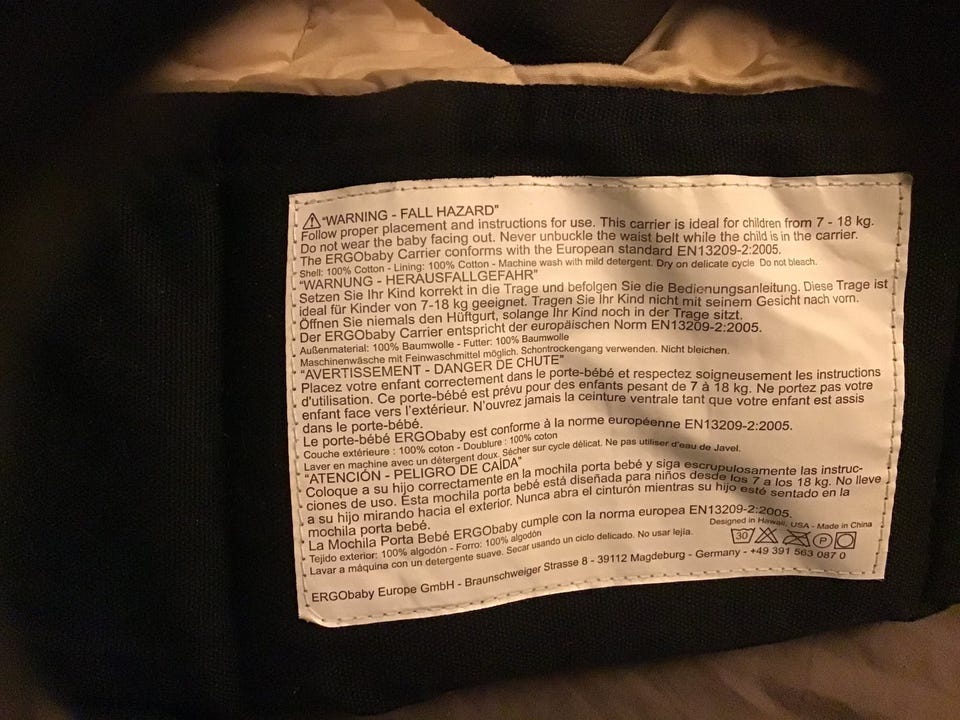 ⚠"WARNING - FALL HAZARD"
Follow proper placement and instructions for use. This carrier is ideal for children from 7 - 18 kg.
Do not wear the baby facing out. Never unbuckle the waist belt while the child is in the carrier.
The ERGObaby Carrier conforms with the European standard EN13209-2:2005.
Shell: 100% Cotton - Lining: 100% Cotton - Machine wash with mild detergent. Dry on delicate cycle Do not bleach.
"WARNUNG - HERAUSFALLGEFAHR"
Setzen Sie Ihr Kind korrekt in die Trage und befolgen Sie die Bedienungsanleitung. Diese Trage ist
ideal für Kinder von 7-18 kg geeignet. Tragen Sie Ihr Kind nicht mit seinem Gesicht nach vorn.
Öffnen Sie niemals den Hüftgurt, solange Ihr Kind noch in der Trage sitzt.
Der ERGObaby Carrier entspricht der europäischen Norm EN13209-2:2005.
Außenmaterial: 100% Baumwolle - Futter: 100% Baumwolle
Maschinenwäsche mit Feinwaschmittel möglich. Schontrockengang verwenden. Nicht bleichen.
"AVERTISSEMENT - DANGER DE CHUTE"
Placez votre enfant correctement dans le porte-bébé et respectez soigneusement les instructions
d'utilisation. Ce porte-bébé est prévu pour des enfants pesant de 7 à 18 kg. Ne portez pas votre
enfant face vers l'extérieur. N'ouvrez jamais la ceinture ventrale tant que votre enfant est assis
dans le porte-bébé.
Le porte-bébé ERGObaby est conforme à la norme européenne EN13209-2:2005.
Couche extérieure : 100% coton - Doublure : 100% coton
Laver en machine avec un détergent doux. Sécher sur cycle délicat. Ne pas utiliser d'eau de Javel.
"ATENCIÓN - PELIGRO DE CAÍDA"
Coloque a su hijo correctamente en la mochila porta bebé y siga escrupulosamente las instruc-
ciones de uso. Esta mochila porta bebé está diseñada para niños desde los 7 a los 18 kg. No lleve
a su hijo mirando hacia el exterior. Nunca abra el cinturón mientras su hijo esté sentado en la
mochila porta bebé.
La Mochila Porta Bebé ERGObaby cumple con la norma europea EN13209-2:2005.
Tejido exterior: 100% algodón - Forro: 100% algodón
Designed in Hawaii, USA - Made in China
Lavar a máquina con un detergente suave. Secar usando un ciclo delicado. No usar lejía.
30 P
ERGObaby Europe GmbH - Braunschweiger Strasse 8 - 39112 Magdeburg - Germany - +49 391 563 087 0